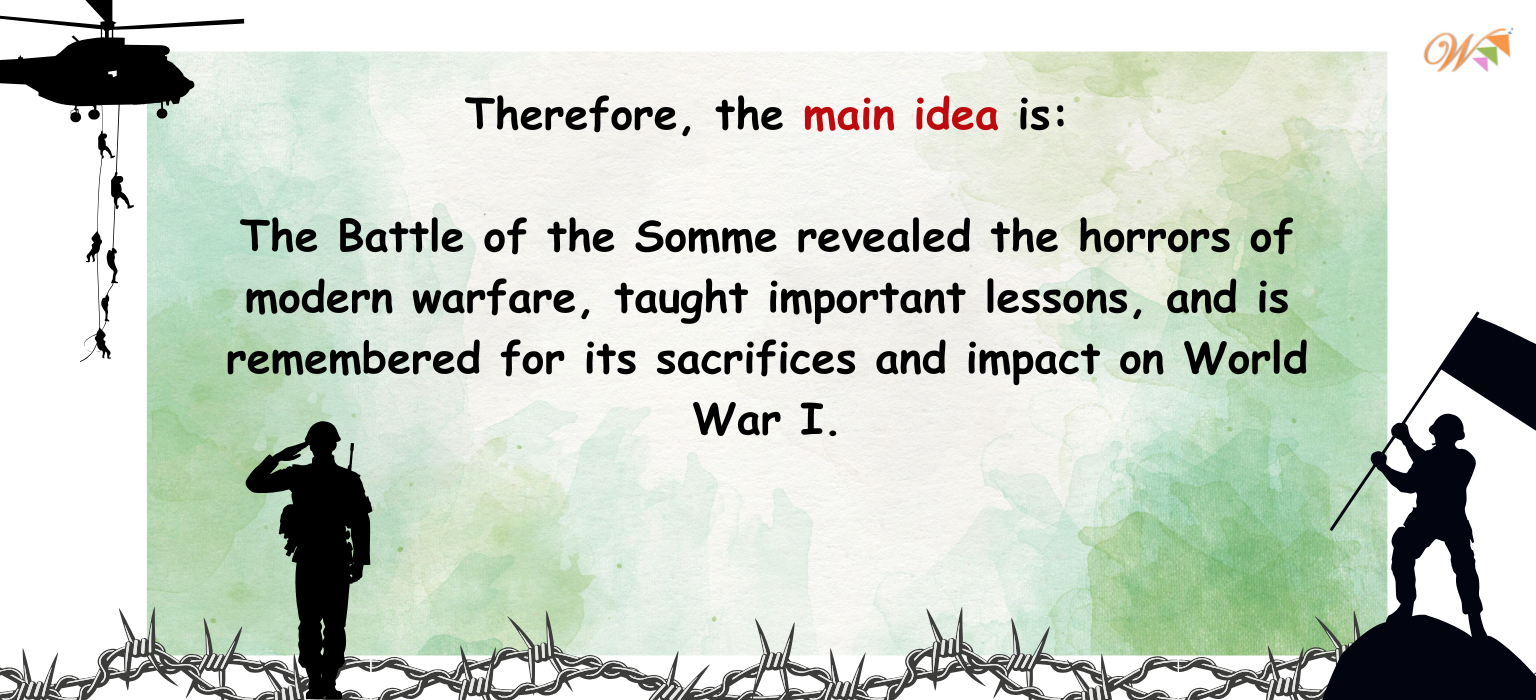 W
Therefore, the main idea is:
The Battle of the Somme revealed the horrors of
modern warfare, taught important lessons, and is
remembered for its sacrifices and impact on World
War I.